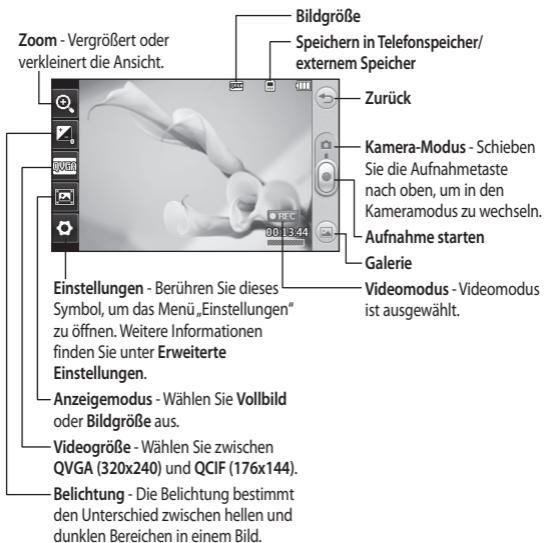 Bildgröße
Zoom - Vergrößert oder
verkleinert die Ansicht.
Speichern in Telefonspeicher/
externem Speicher
Zurück
Kamera-Modus - Schieben
Sie die Aufnahmetaste
nach oben, um in den
Kameramodus zu wechseln.
Aufnahme starten
Galerie
Videomodus - Videomodus
ist ausgewählt.
QVGA
QVGA
REC
00:13:44
Einstellungen - Berühren Sie dieses
Symbol, um das Menü „Einstellungen“
zu öffnen. Weitere Informationen
finden Sie unter Erweiterte
Einstellungen.
Anzeigemodus - Wählen Sie Vollbild
oder Bildgröße aus.
Videogröße - Wählen Sie zwischen
QVGA (320x240) und QCIF (176x144).
Belichtung - Die Belichtung bestimmt
den Unterschied zwischen hellen und
dunklen Bereichen in einem Bild.